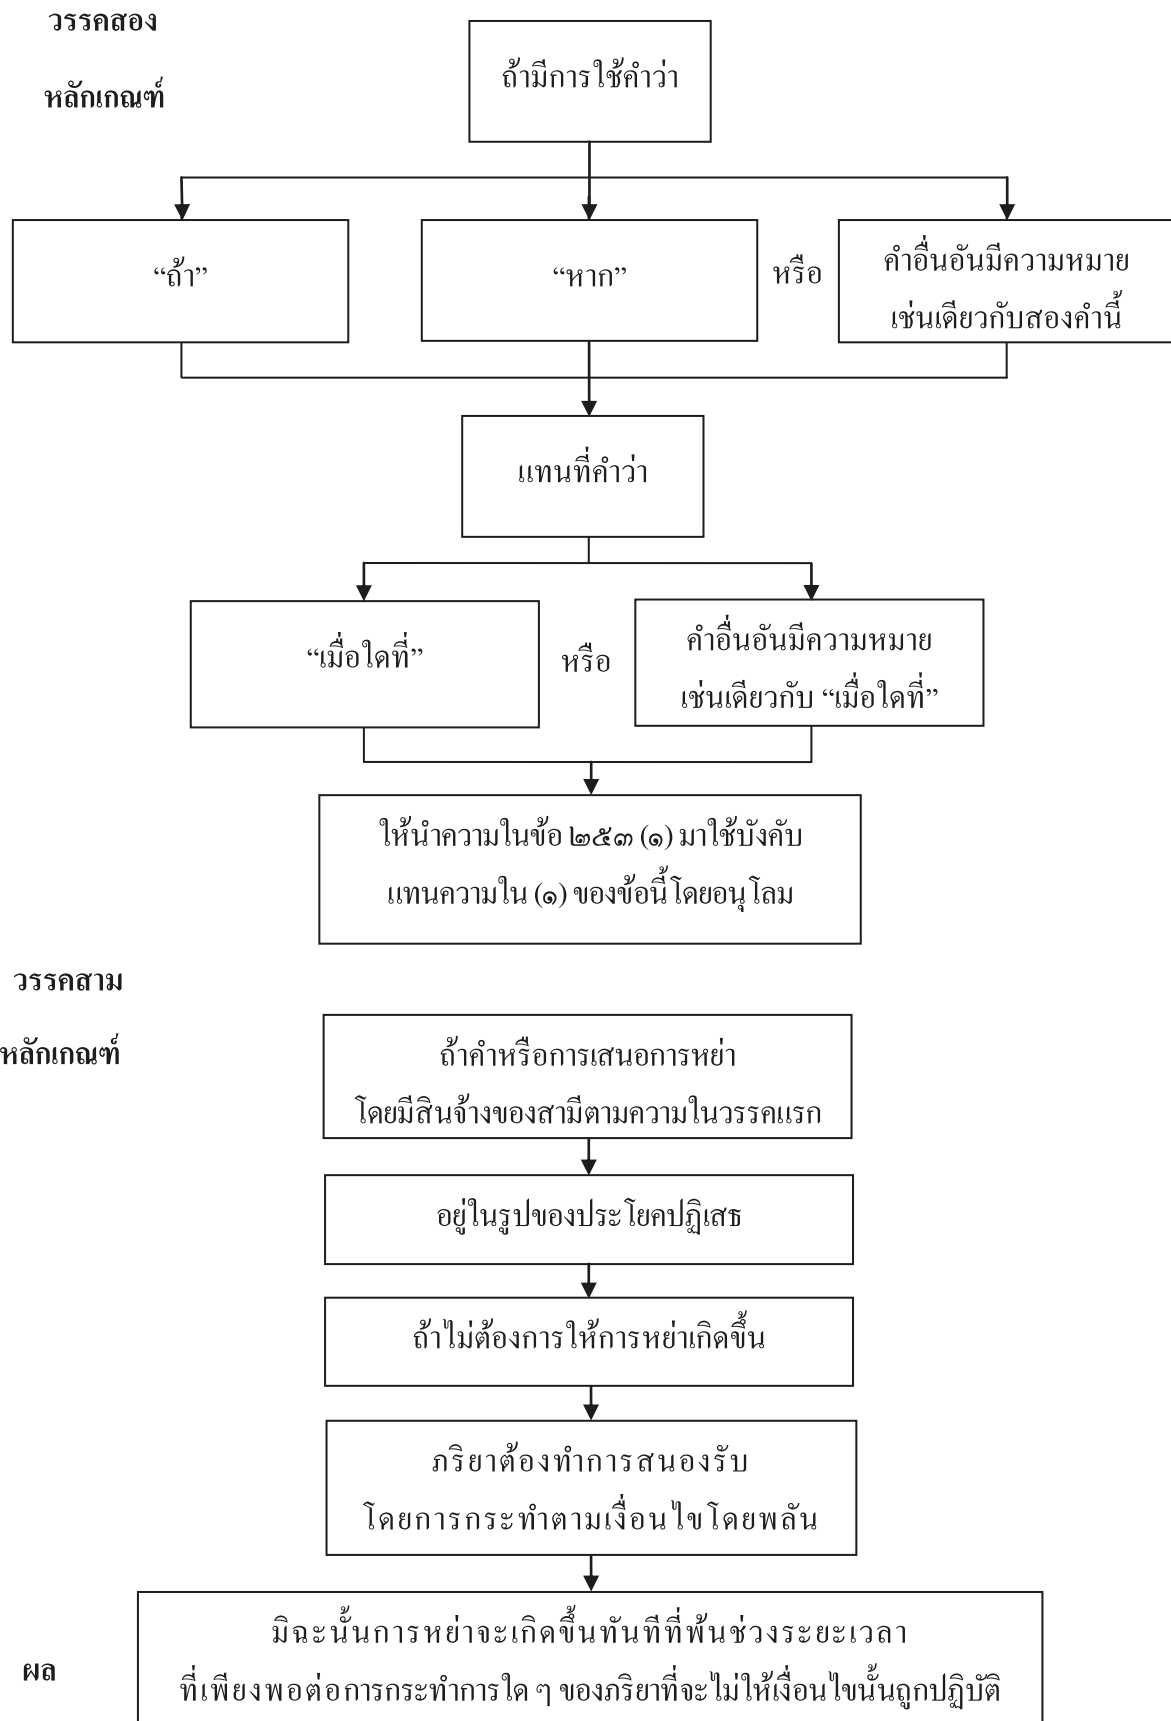 วรรคสอง
หลักเกณฑ์
ถ้ามีการใช้คำว่า
“ถ้า”
“หาก”
หรือ
คำอื่นอันมีความหมาย
เช่นเดียวกับสองคำนี้
แทนที่คำว่า
“เมื่อใดที่”
หรือ
คำอื่นอันมีความหมาย
เช่นเดียวกับ “เมื่อใดที่”
ให้นำความในข้อ ๒๕๓ (๑) มาใช้บังคับ
แทนความใน (๑) ของข้อนี้โดยอนุโลม
วรรคสาม
หลักเกณฑ์
ถ้าคำหรือการเสนอการหย่า
โดยมีสินจ้างของสามีตามความในวรรคแรก
อยู่ในรูปของประโยคปฏิเสธ
ถ้าไม่ต้องการให้การหย่าเกิดขึ้น
ภริยาต้องทำการสนองรับ
โดยการกระทำตามเงื่อนไขโดยพลัน
ผล
มิฉะนั้นการหย่าจะเกิดขึ้นทันทีที่พ้นช่วงระยะเวลา
ที่เพียงพอต่อการกระทำการใด ๆ ของภริยาที่จะไม่ให้เงื่อนไขนั้นถูกปฏิบัติ